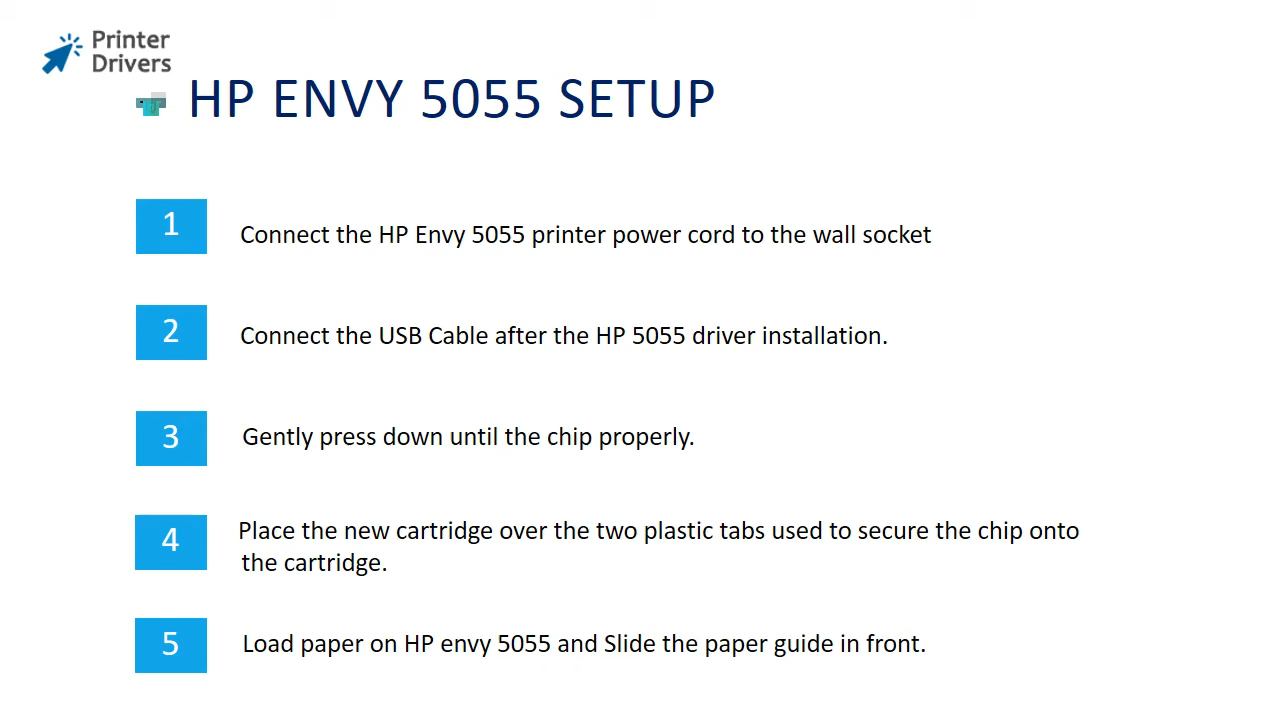 Printer
Drivers
HP ENVY 5055 SETUP
1
Connect the HP Envy 5055 printer power cord to the wall socket
2
Connect the USB Cable after the HP 5055 driver installation.
3
Gently press down until the chip properly.
4
Place the new cartridge over the two plastic tabs used to secure the chip onto
the cartridge.
5
Load paper on HP envy 5055 and Slide the paper guide in front.